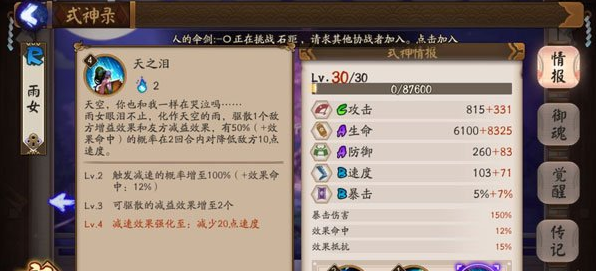 式神录
人的命剑:-O 正在挑战 石距 ，请求其他协战者加入。点击加入
R
雨女
4
天之泪
2
天空，你也和我一样在哭泣吗……
雨女眼泪不止，化作天空的雨，驱散1个敌
方增益效果和友方减益效果，有50%（+效
果命中）的概率在2回合内对降低敌方10点
速度。
Lv.2 触发减速的概率增至100%（+效果命
中：12%）
Lv.3 可驱散的减益效果增至2个
Lv.4 减速效果强化至：减少20点速度
式神情报
Lv.30/30
0/87600
C攻击 815+331
A生命 6100+8325
A防御 260+83
B速度 103+71
B暴击 5%+7%
暴击伤害 150%
效果命中 12%
效果抵抗 15%
情报
御魂
觉醒
传记